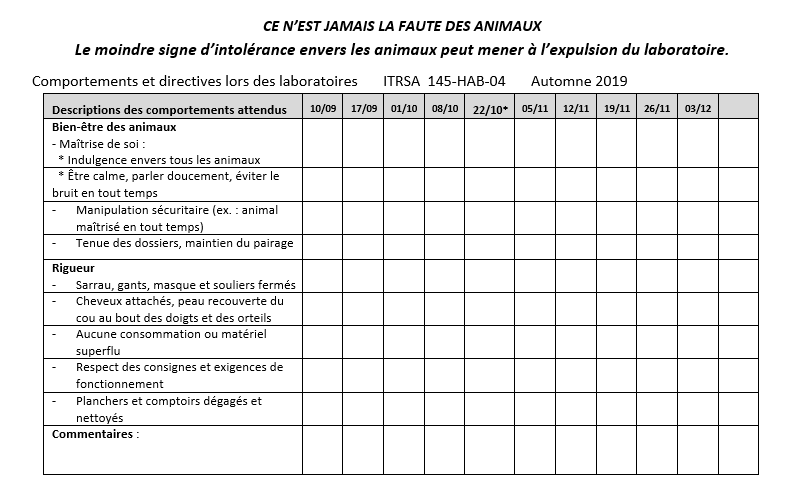 CE N'EST JAMAIS LA FAUTE DES ANIMAUX
Le moindre signe d'intolérance envers les animaux peut mener à l'expulsion du laboratoire.
Comportements et directives lors des laboratoires ITRSA 145-HAB-04 Automne 2019
Descriptions des comportements attendus 10/09 17/09 01/10 08/10 22/10* 05/11 12/11 19/11 26/11 03/12
Bien-être des animaux
- Maîtrise de soi :
* Indulgence envers tous les animaux
* Être calme, parler doucement, éviter le
bruit en tout temps
- Manipulation sécuritaire (ex. : animal
maîtrisé en tout temps)
- Tenue des dossiers, maintien du pairage
Rigueur
- Sarrau, gants, masque et souliers fermés
- Cheveux attachés, peau recouverte du
cou au bout des doigts et des orteils
- Aucune consommation ou matériel
superflu
- Respect des consignes et exigences de
fonctionnement
- Planchers et comptoirs dégagés et
nettoyés
Commentaires :